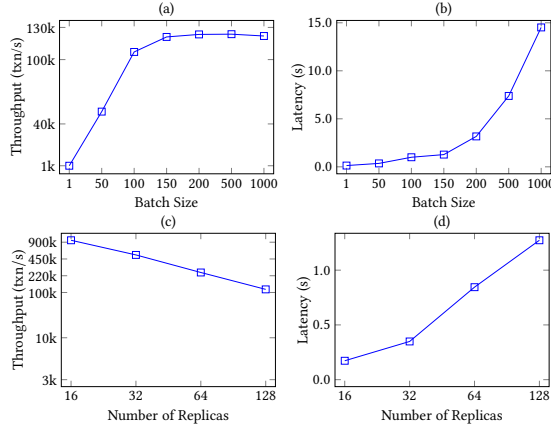 (a)
Throughput (txn/s)
130k
100k
40k
1k
1 50 100 150 200 500 1000
Batch Size
(b)
Latency (s)
15.0
10.0
5.0
0.0
1 50 100 150 200 500 1000
Batch Size
(c)
Throughput (txn/s)
900k
450k
220k
100k
10k
3k
16 32 64 128
Number of Replicas
(d)
Latency (s)
1.0
0.5
0.0
16 32 64 128
Number of Replicas